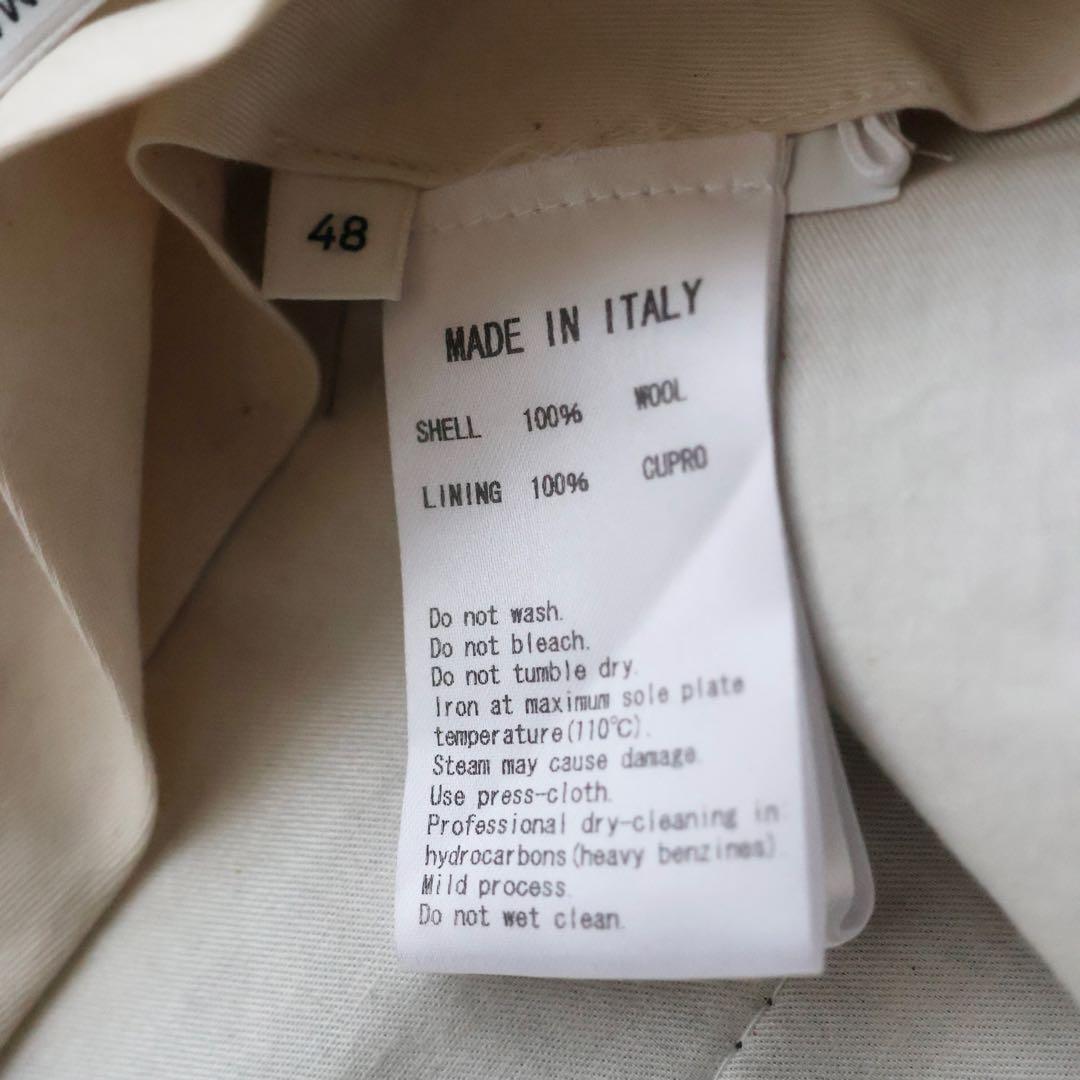 48
MADE IN ITALY
SHELL 100% WOOL
LINING 100% CUPRO
Do not wash.
Do not bleach.
Do not tumble dry.
Iron at maximum sole plate
temperature(110℃).
Steam may cause damage.
Use press-cloth.
Professional dry-cleaning in
hydrocarbons(heavy benzines).
Mild process.
Do not wet clean.